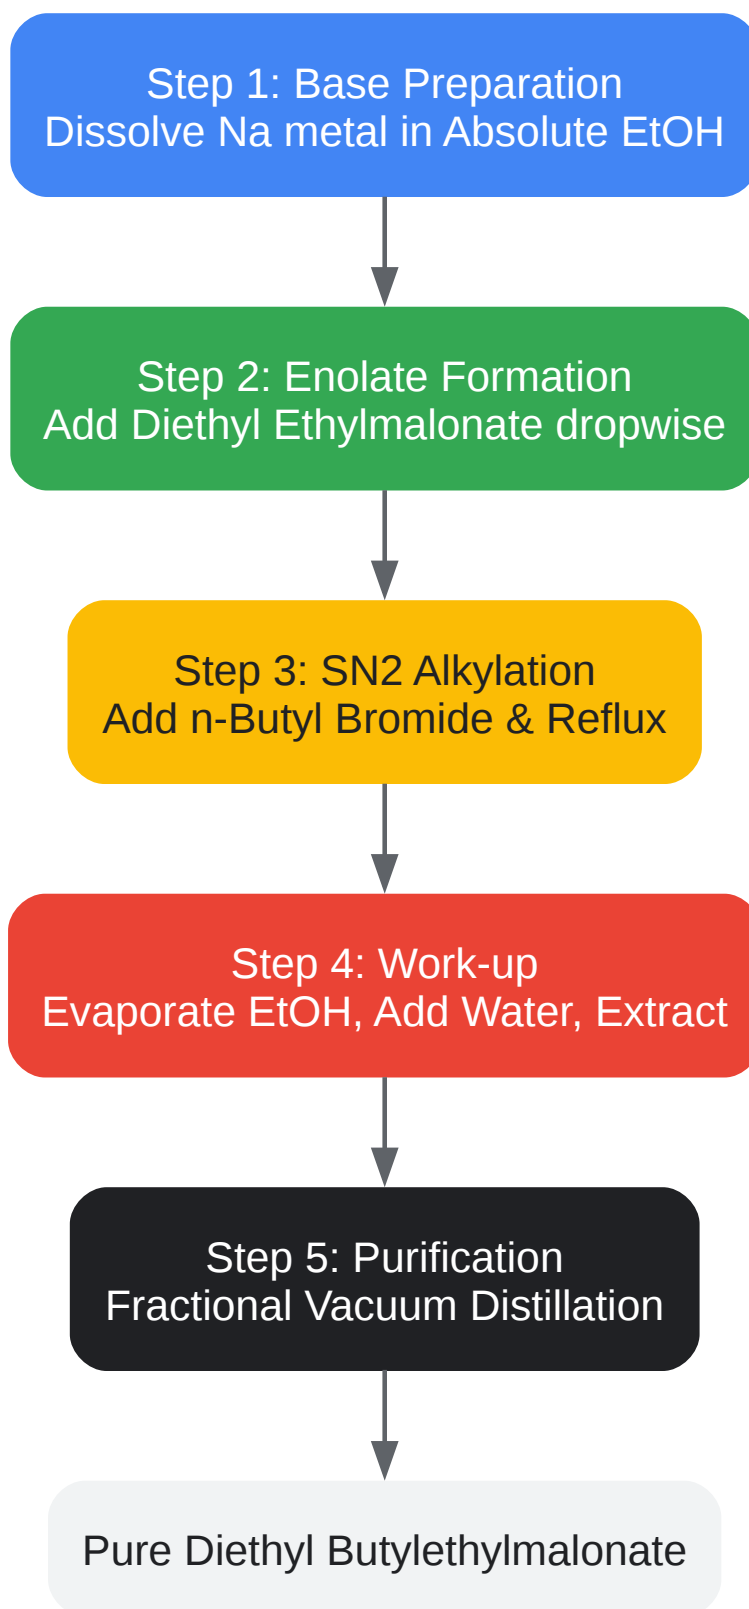 Step 1: Base Preparation
Dissolve Na metal in Absolute EtOH
Step 2: Enolate Formation
Add Diethyl Ethylmalonate dropwise
Step 3: SN2 Alkylation
Add n-Butyl Bromide & Reflux
Step 4: Work-up
Evaporate EtOH, Add Water, Extract
Step 5: Purification
Fractional Vacuum Distillation
Pure Diethyl Butylethylmalonate